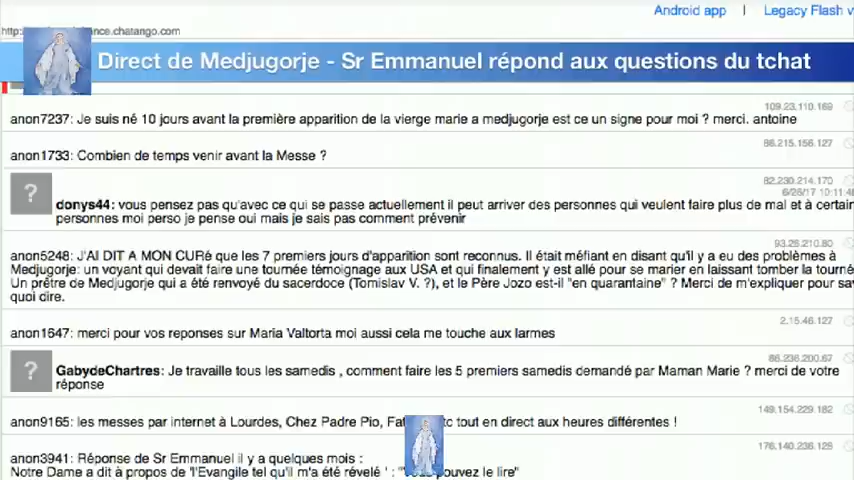 Android app | Legacy Flash v
nce.chatango.com
Direct de Medjugorje - Sr Emmanuel répond aux questions du tchat
109.23.110.169
anon7237: Je suis né 10 jours avant la première apparition de la vierge marie a medjugorje est ce un signe pour moi ? merci. antoine
86.215.156.127
anon1733: Combien de temps venir avant la Messe ?
82.230.214.170
6/26/17 10:11:4
donys44: vous pensez pas qu'avec ce qui se passe actuellement il peut arriver des personnes qui veulent faire plus de mal et à certain
personnes moi perso je pense oui mais je sais pas comment prévenir
93.26.210.80
anon5248: J'AI DIT A MON CURé que les 7 premiers jours d'apparition sont reconnus. Il était méfiant en disant qu'il y a eu des problèmes à
Medjugorje: un voyant qui devait faire une tournée témoignage aux USA et qui finalement y est allé pour se marier en laissant tomber la tourné
Un prêtre de Medjugorje qui a été renvoyé du sacerdoce (Tomislav V. ?), et le Père Jozo est-il "en quarantaine" ? Merci de m'expliquer pour sav
quoi dire.
2.15.46.127
anon1647: merci pour vos reponses sur Maria Valtorta moi aussi cela me touche aux larmes
86.236.200.67
GabydeChartres: Je travaille tous les samedis , comment faire les 5 premiers samedis demandé par Maman Marie ? merci de votre
réponse
149.154.229.182
anon9165: les messes par internet à Lourdes, Chez Padre Pio, Fat tc tout en direct aux heures différentes !
176.140.236.128
anon3941: Réponse de Sr Emmanuel il y a quelques mois :
Notre Dame a dit à propos de 'l'Evangile tel qu'il m'a été révelé ' : pouvez le lire"